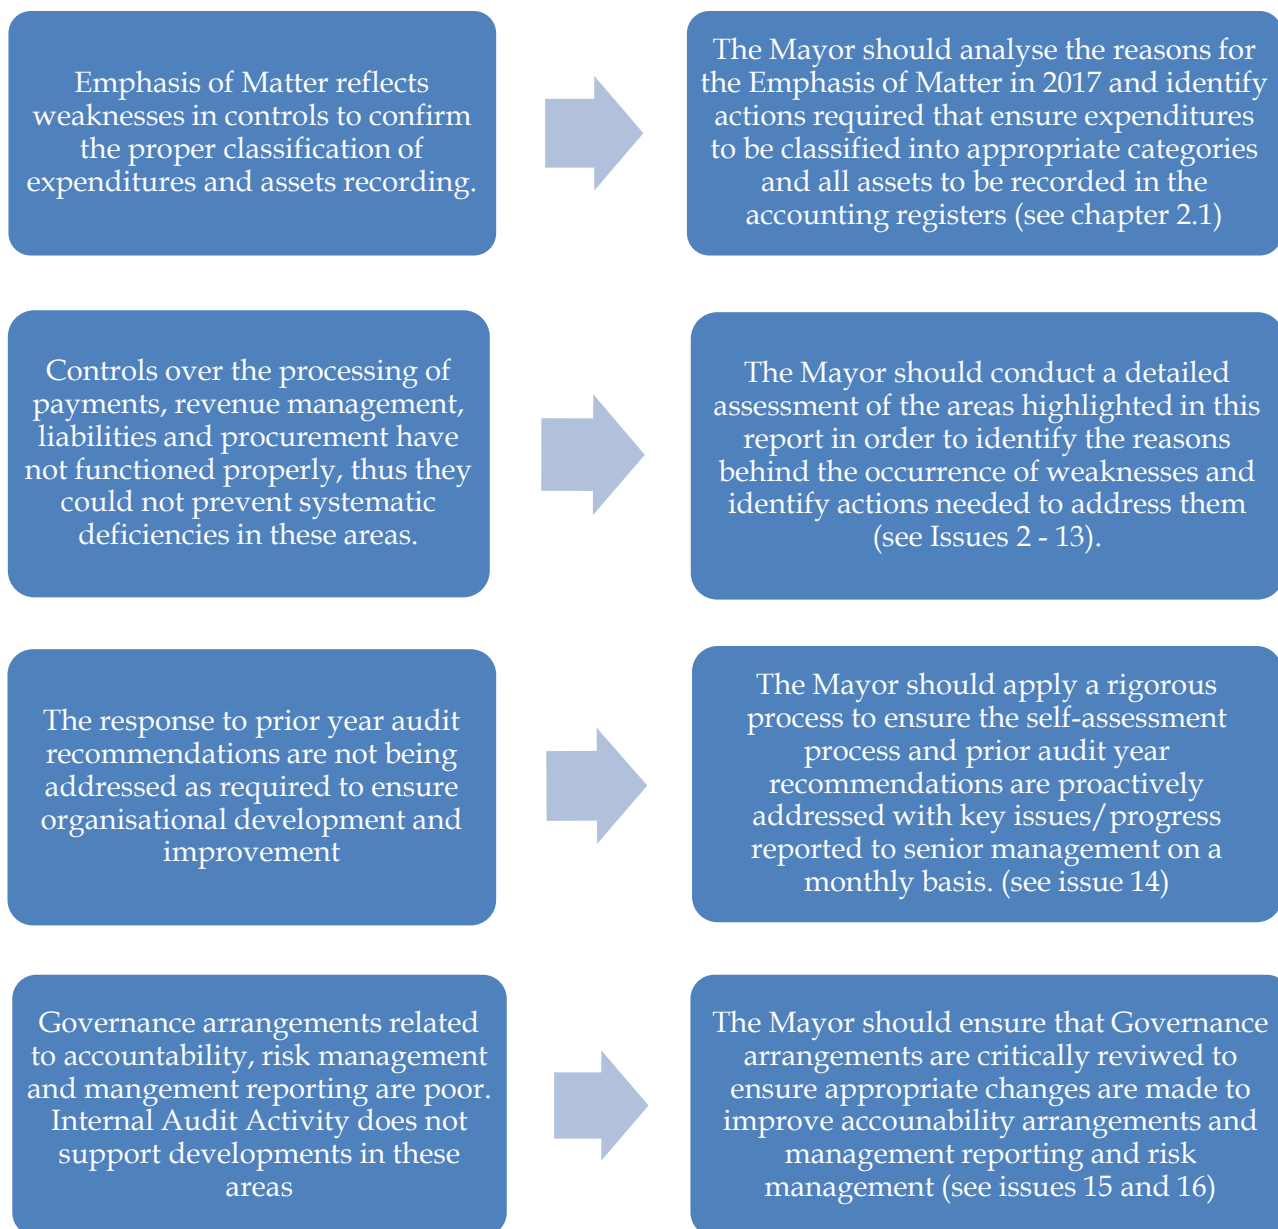 Emphasis of Matter reflects
weaknesses in controls to confirm
the proper classification of
expenditures and assets recording.
The Mayor should analyse the reasons for
the Emphasis of Matter in 2017 and identify
actions required that ensure expenditures
to be classified into appropriate categories
and all assets to be recorded in the
accounting registers (see chapter 2.1)
Controls over the processing of
payments, revenue management,
liabilities and procurement have
not functioned properly, thus they
could not prevent systematic
deficiencies in these areas.
The Mayor should conduct a detailed
assessment of the areas highlighted in this
report in order to identify the reasons
behind the occurrence of weaknesses and
identify actions needed to address them
(see Issues 2 - 13).
The response to prior year audit
recommendations are not being
addressed as required to ensure
organisational development and
improvement
The Mayor should apply a rigorous
process to ensure the self-assessment
process and prior audit year
recommendations are proactively
addressed with key issues/progress
reported to senior management on a
monthly basis. (see issue 14)
Governance arrangements related
to accountability, risk management
and mangement reporting are poor.
Internal Audit Activity does not
support developments in these
areas
The Mayor should ensure that Governance
arrangements are critically reviwed to
ensure appropriate changes are made to
improve accounability arrangements and
management reporting and risk
management (see issues 15 and 16)